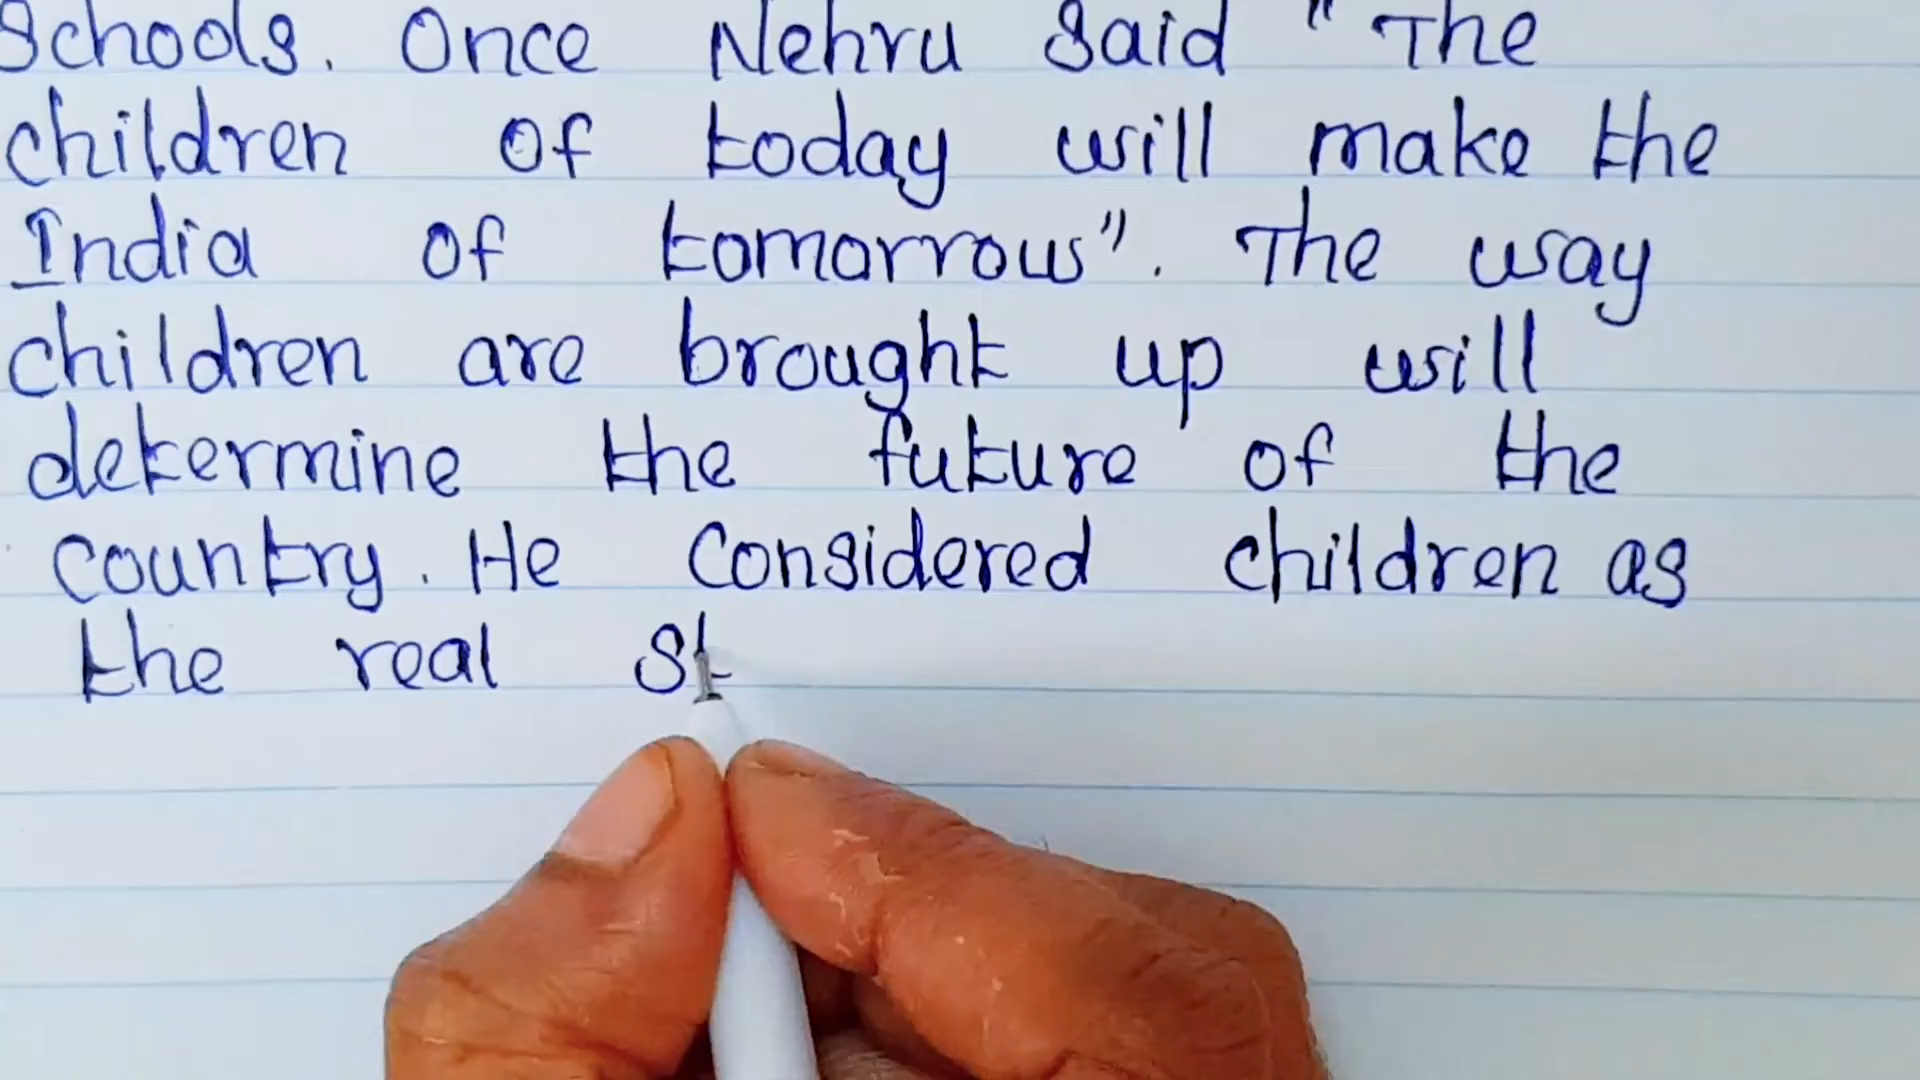 Schools. Once Nehru said "The
children of today will make the
India of tomorrow". The way
children are brought up will
determine the future of the
country. He considered children as
the real st